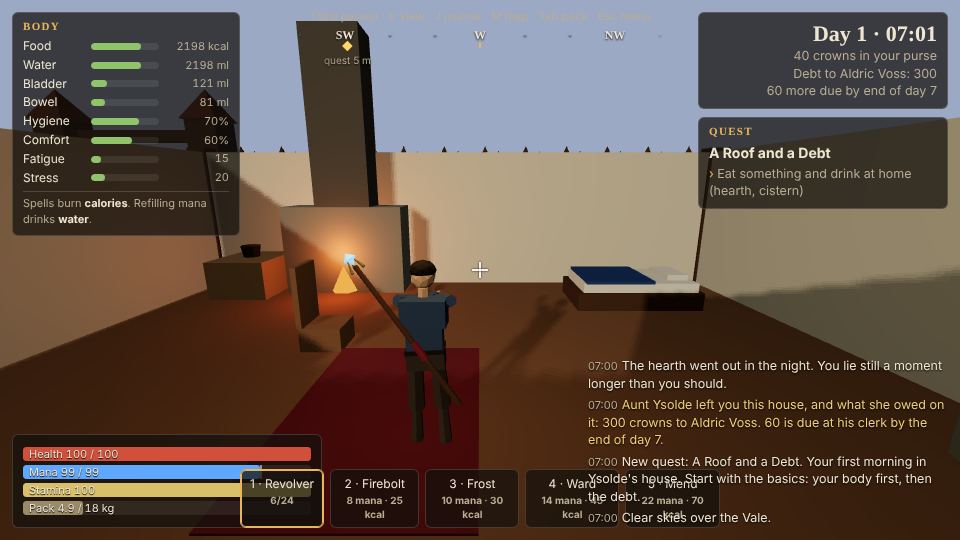 BODY
Food 2198 kcal
Water 2198 ml
Bladder 121 ml
Bowel 81 ml
Hygiene 70%
Comfort 60%
Fatigue 15
Stress 20
Spells burn calories. Refilling mana
drinks water.
SW W NW
quest 5 m
Day 1 · 07:01
40 crowns in your purse
Debt to Aldric Voss: 300
60 more due by end of day 7
QUEST
A Roof and a Debt
› Eat something and drink at home
(hearth, cistern)
07:00 The hearth went out in the night. You lie still a moment
longer than you should.
07:00 Aunt Ysolde left you this house, and what she owed on
it: 300 crowns to Aldric Voss. 60 is due at his clerk by the
end of day 7.
07:00 New quest: A Roof and a Debt. Your first morning in
Ysolde's house. Start with the basics: your body first, then
the debt.
07:00 Clear skies over the Vale.
Health 100 / 100
Mana 99 / 99
Stamina 100
Pack 4.9 / 18 kg
1 · Revolver
6/24
2 · Firebolt
8 mana · 25
kcal
3 · Frost
10 mana · 30
kcal
4 · Ward
14 mana · 45
kcal
5 · Mend
22 mana · 70
kcal